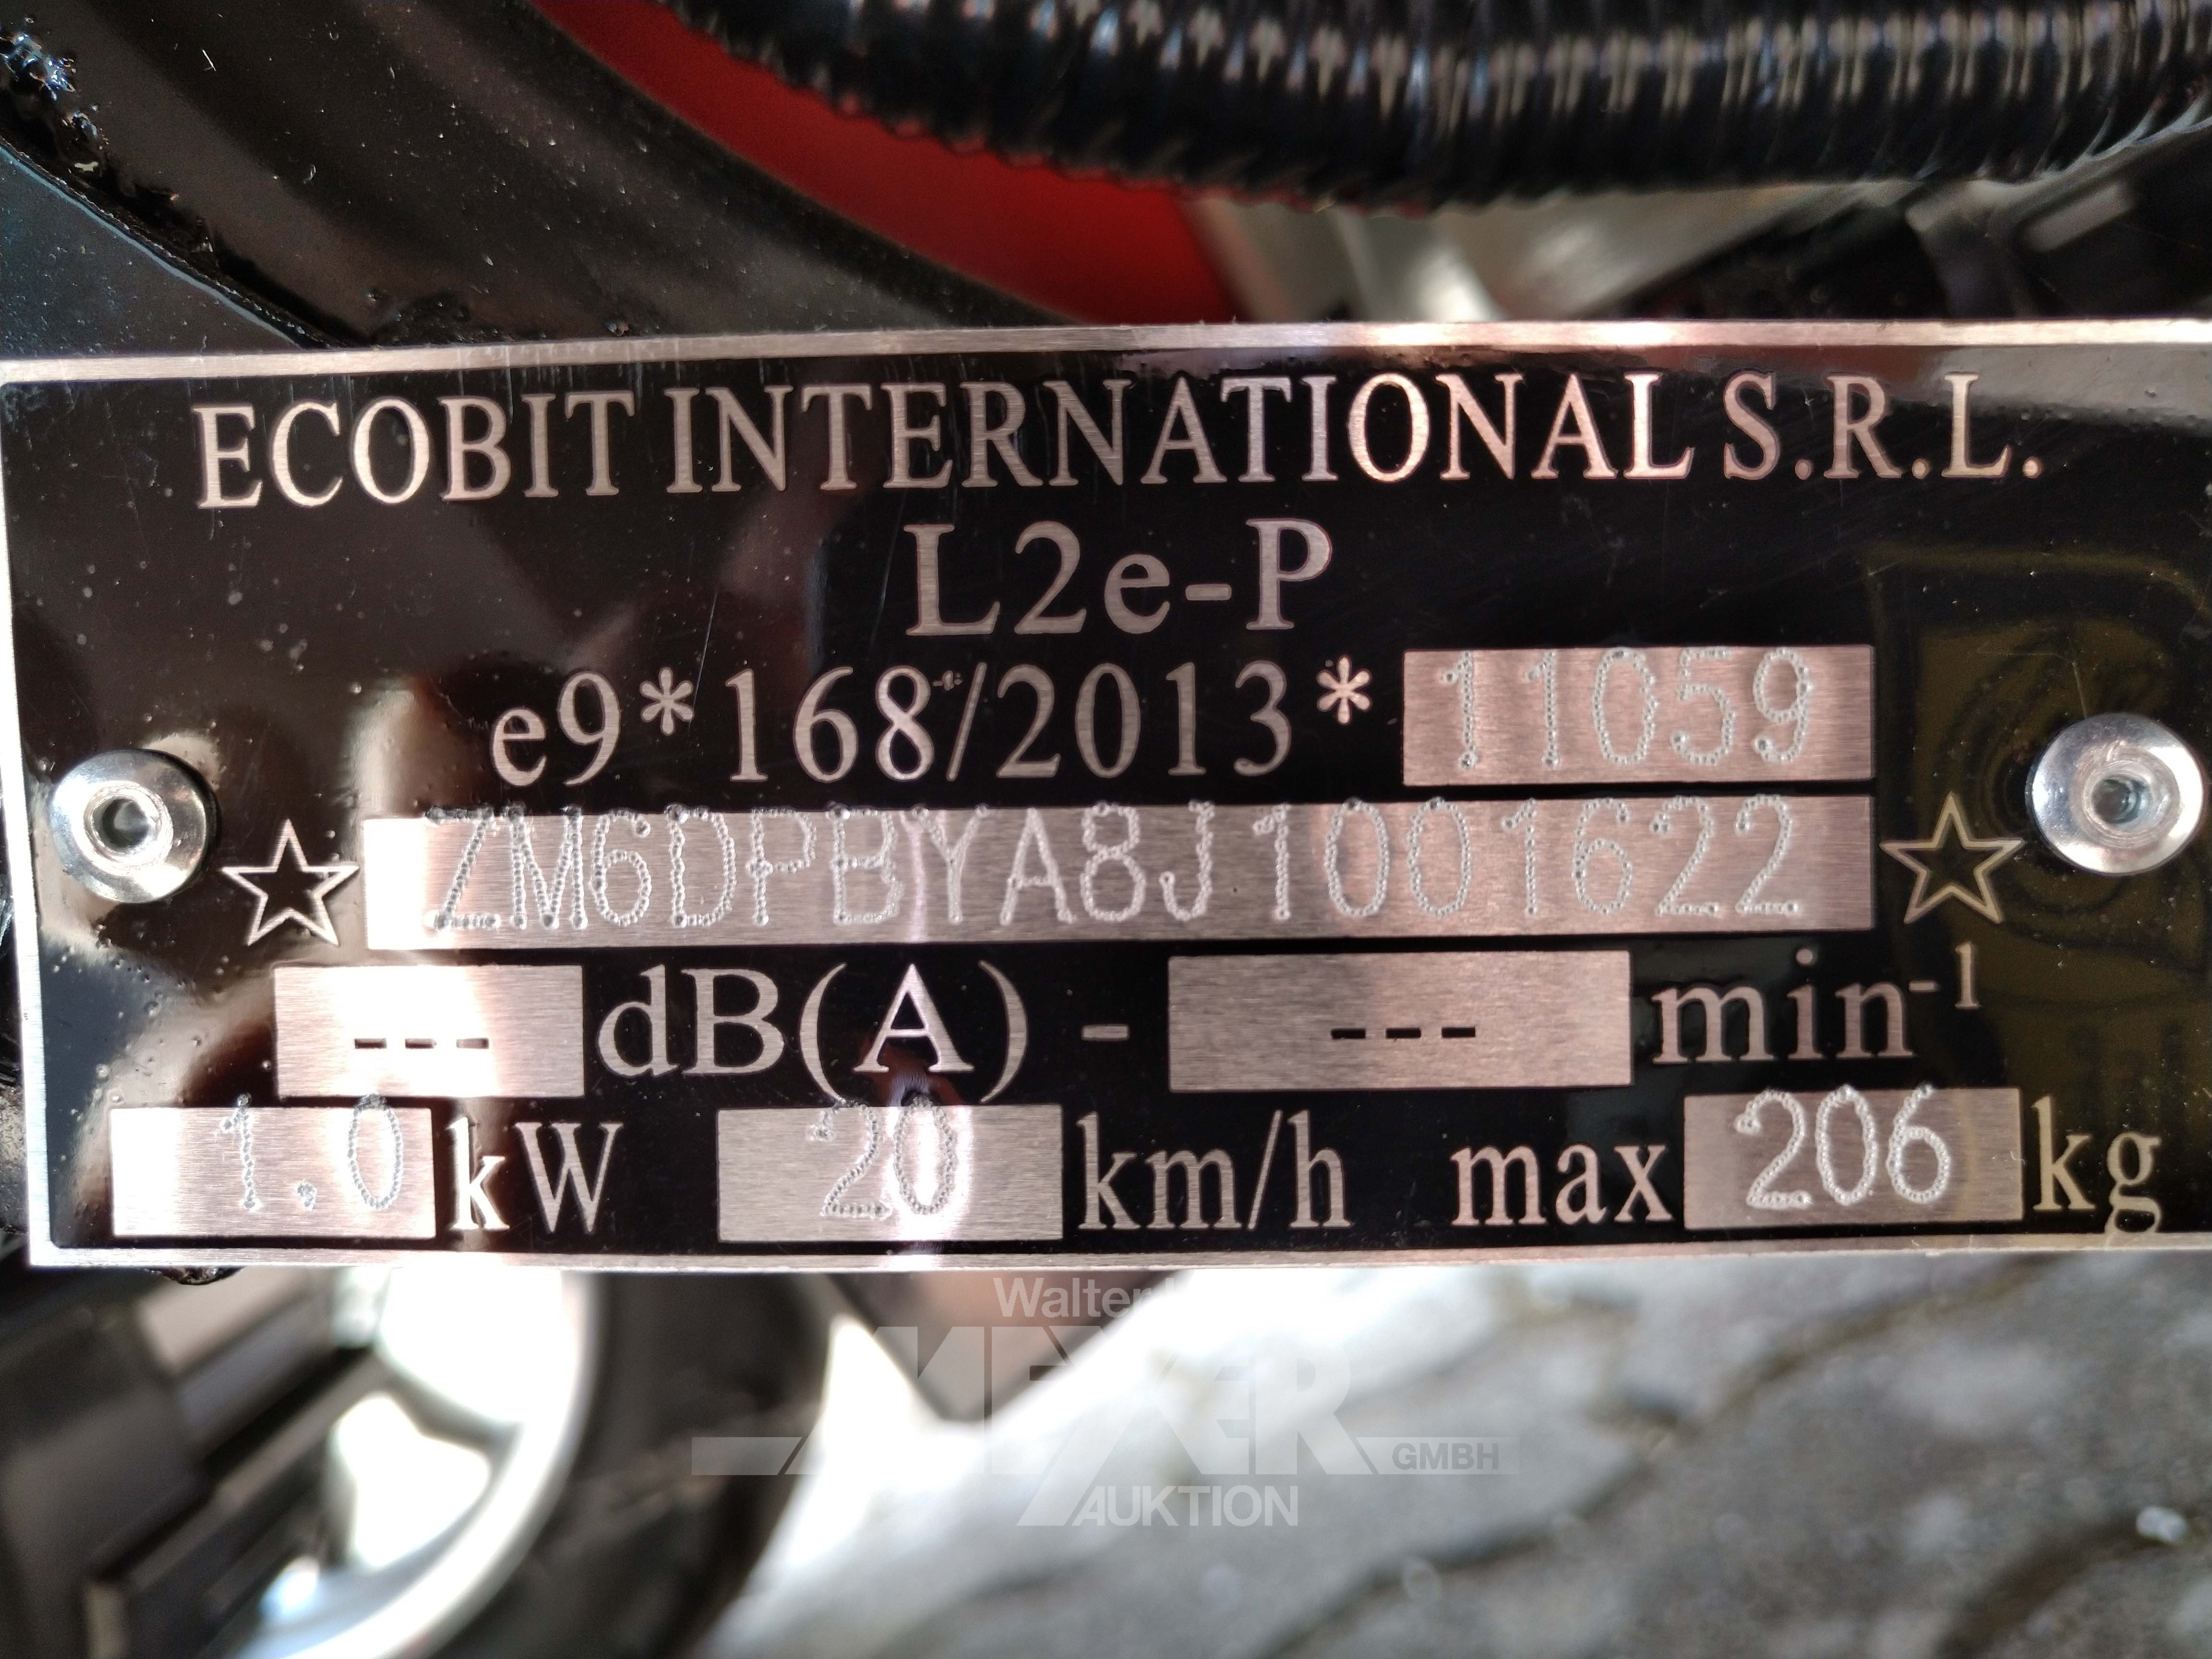 ECOBIT INTERNATIONAL S.R.L.
L2e-P
e9*168/2013*11059
☆ ZM6DPBYA8J1001622 ☆
--- dB(A) - --- min-1
1.0 kW 20 km/h max 206 kg
Walter
MEYER
GMBH
AUKTION